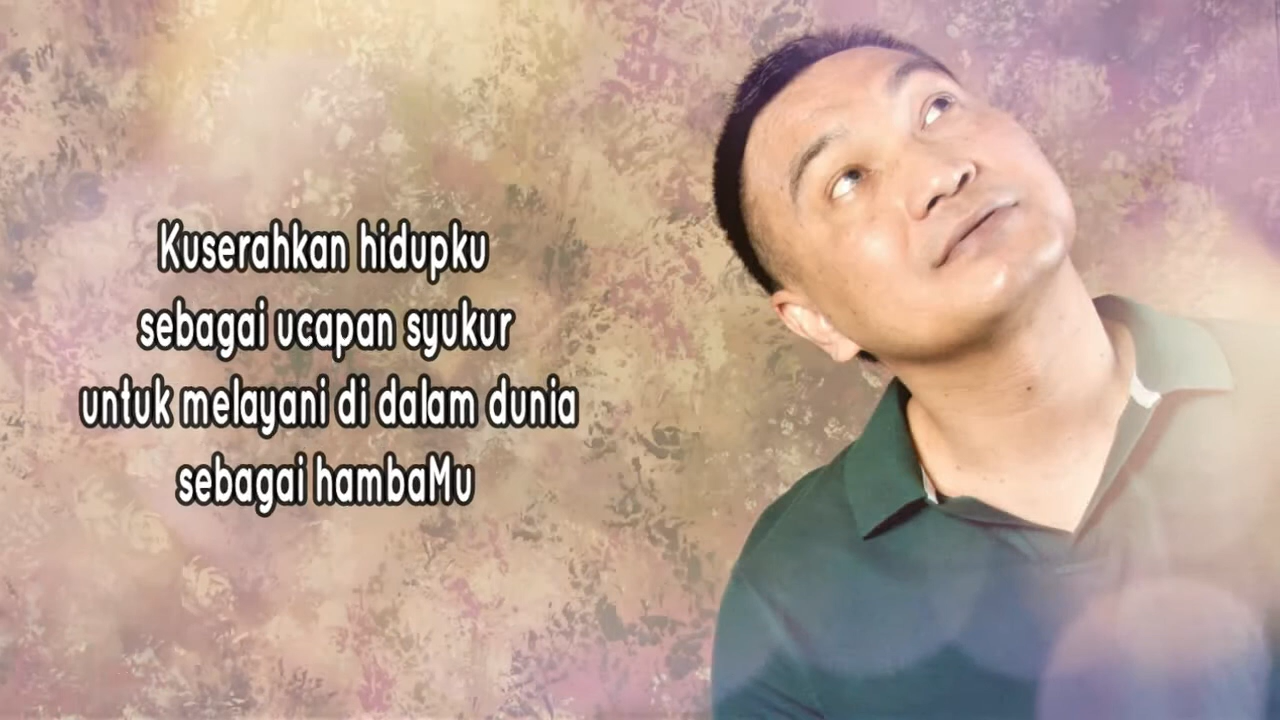 Kuserahkan hidupku
sebagai ucapan syukur
untuk melayani di dalam dunia
sebagai hambaMu